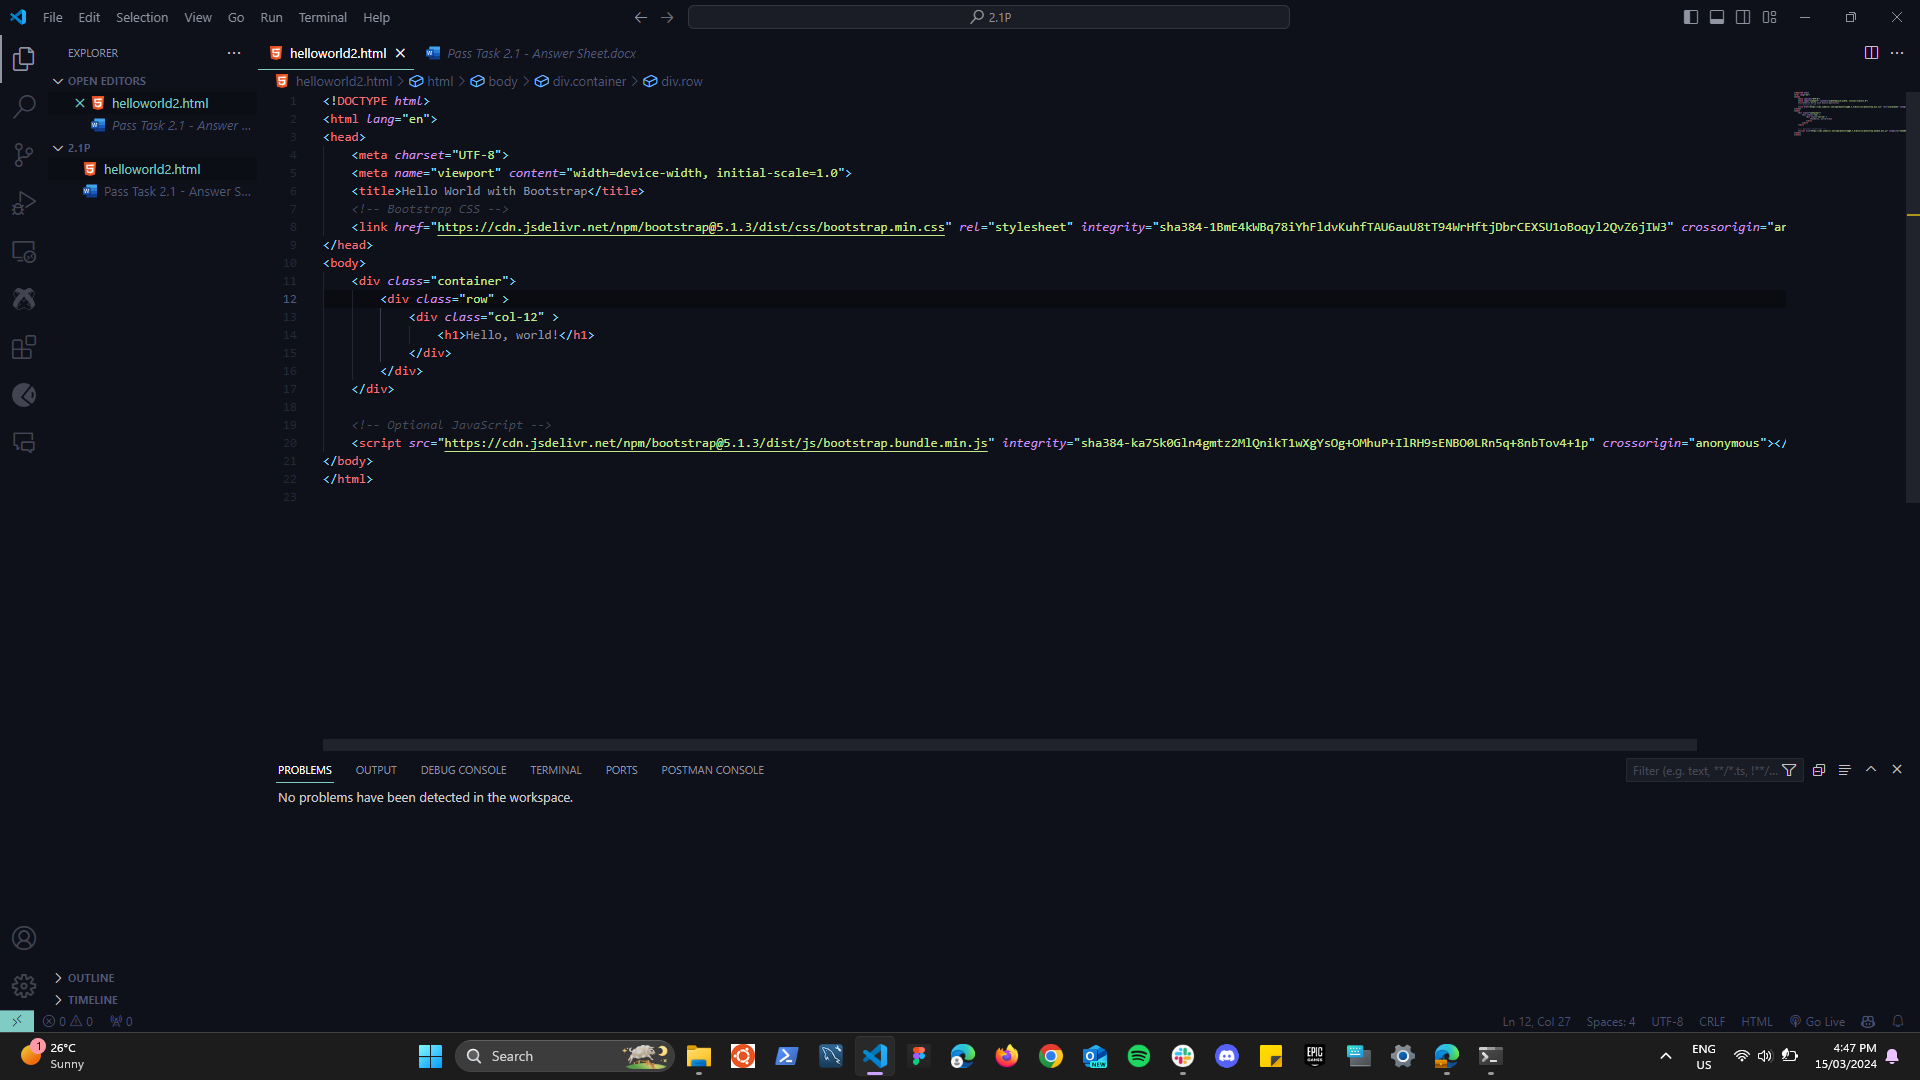 File Edit Selection View Go Run Terminal Help
2.1P
EXPLORER
helloworld2.html
Pass Task 2.1 - Answer Sheet.docx
OPEN EDITORS
helloworld2.html > html > body > div.container > div.row
helloworld2.html
Pass Task 2.1 - Answer ...
2.1P
helloworld2.html
Pass Task 2.1 - Answer S...
1 <!DOCTYPE html>
2 <html lang="en">
3 <head>
4 <meta charset="UTF-8">
5 <meta name="viewport" content="width=device-width, initial-scale=1.0">
6 <title>Hello World with Bootstrap</title>
7 <!-- Bootstrap CSS -->
8 <link href="https://cdn.jsdelivr.net/npm/bootstrap@5.1.3/dist/css/bootstrap.min.css" rel="stylesheet" integrity="sha384-1BmE4kWBq78iYhFldvKuhfTAU6auU8tT94WrHftjDbrCEXSU1oBoqyl2QvZ6jIW3" crossorigin="an
9 </head>
10 <body>
11 <div class="container">
12 <div class="row" >
13 <div class="col-12" >
14 <h1>Hello, world!</h1>
15 </div>
16 </div>
17 </div>
18
19 <!-- Optional JavaScript -->
20 <script src="https://cdn.jsdelivr.net/npm/bootstrap@5.1.3/dist/js/bootstrap.bundle.min.js" integrity="sha384-ka7Sk0Gln4gmtz2MlQnikT1wXgYsOg+OMhuP+IlRH9sENBO0LRn5q+8nbTov4+1p" crossorigin="anonymous"></
21 </body>
22 </html>
23
PROBLEMS OUTPUT DEBUG CONSOLE TERMINAL PORTS POSTMAN CONSOLE
Filter (e.g. text, **/*.ts, !**/...
No problems have been detected in the workspace.
OUTLINE
TIMELINE
0 0 0
Ln 12, Col 27 Spaces: 4 UTF-8 CRLF HTML Go Live
1
26°C
Sunny
Search
NEW
EPIC
GAMES
ENG
US
4:47 PM
15/03/2024